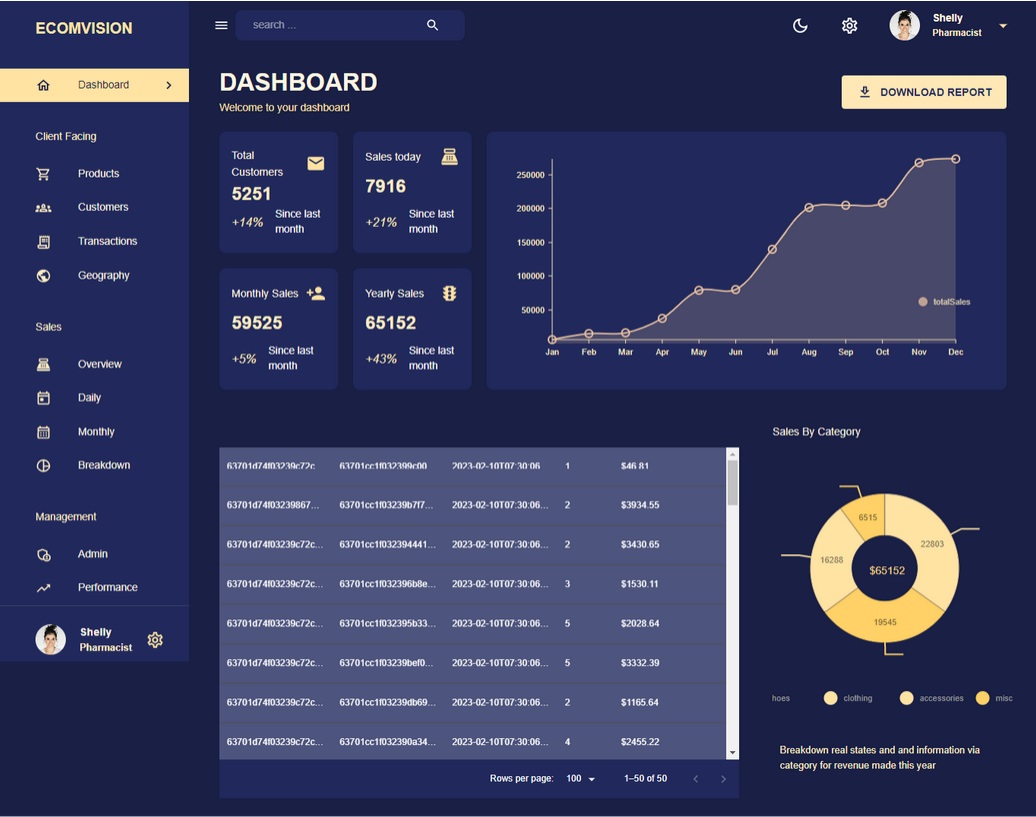 ECOMVISION
search ...
Shelly
Pharmacist
Dashboard
Client Facing
Products
Customers
Transactions
Geography
Sales
Overview
Daily
Monthly
Breakdown
Management
Admin
Performance
Shelly
Pharmacist
DASHBOARD
Welcome to your dashboard
DOWNLOAD REPORT
Total
Customers
5251
+14%
Since last
month
Sales today
7916
+21%
Since last
month
Monthly Sales
59525
+5%
Since last
month
Yearly Sales
65152
+43%
Since last
month
250000
200000
150000
100000
50000
totalSales
Jan Feb Mar Apr May Jun Jul Aug Sep Oct Nov Dec
63701d74f03239c72c 63701cc1f032399c00 2023-02-10T07:30:06 1 $46.81
63701d74f03239867... 63701cc1f03239b7f7... 2023-02-10T07:30:06... 2 $3934.55
63701d74f03239c72c... 63701cc1f032394441... 2023-02-10T07:30:06... 2 $3430.65
63701d74f03239c72c... 63701cc1f032396b8e... 2023-02-10T07:30:06... 3 $1530.11
63701d74f03239c72c... 63701cc1f032395b33... 2023-02-10T07:30:06... 5 $2028.64
63701d74f03239c72c... 63701cc1f03239bef0... 2023-02-10T07:30:06... 5 $3332.39
63701d74f03239c72c... 63701cc1f03239db69... 2023-02-10T07:30:06... 2 $1165.64
63701d74f03239c72c... 63701cc1f032390a34... 2023-02-10T07:30:06... 4 $2455.22
Rows per page: 100 1–50 of 50
Sales By Category
6515
22803
16288
$65152
19545
hoes clothing accessories misc
Breakdown real states and and information via
category for revenue made this year